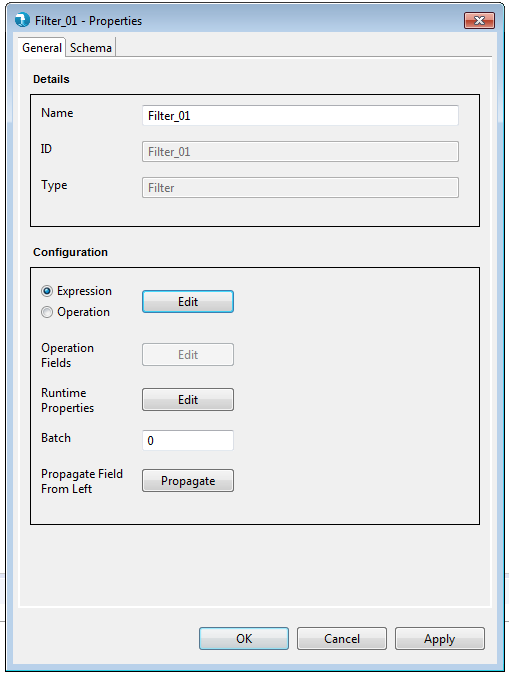 Filter_01 - Properties
General Schema
Details
Name Filter_01
ID Filter_01
Type Filter
Configuration
Expression Edit
Operation
Operation
Fields Edit
Runtime
Properties Edit
Batch 0
Propagate Field
From Left Propagate
OK Cancel Apply